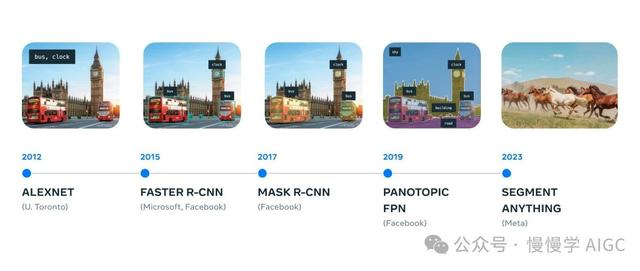 bus, clock
clock
bus
bus
clock
bus
bus
sky
clock
bus
bus
building
road
2012
2015
2017
2019
2023
ALEXNET
(U. Toronto)
FASTER R-CNN
(Microsoft, Facebook)
MASK R-CNN
(Facebook)
PANOTOPIC
FPN
(Facebook)
SEGMENT
ANYTHING
(Meta)
公众号 · 慢慢学 AIGC